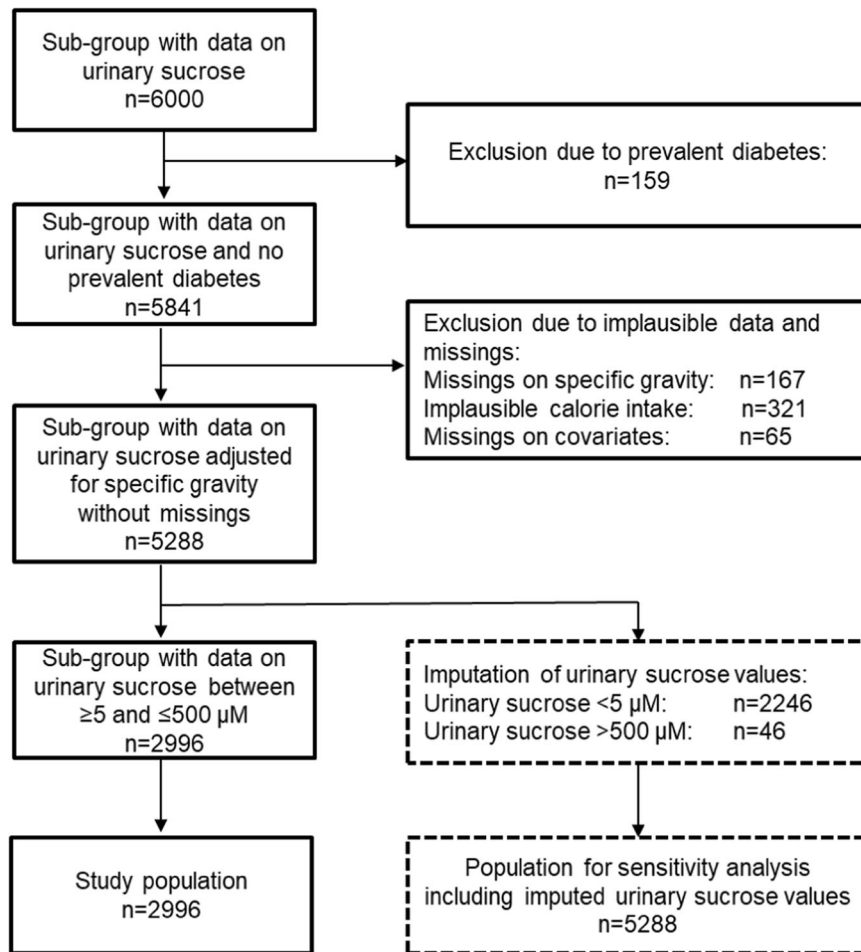 Sub-group with data on
urinary sucrose
n=6000
Exclusion due to prevalent diabetes:
n=159
Sub-group with data on
urinary sucrose and no
prevalent diabetes
n=5841
Exclusion due to implausible data and
missings:
Missings on specific gravity: n=167
Implausible calorie intake: n=321
Missings on covariates: n=65
Sub-group with data on
urinary sucrose adjusted
for specific gravity
without missings
n=5288
Sub-group with data on
urinary sucrose between
≥5 and ≤500 µM
n=2996
Imputation of urinary sucrose values:
Urinary sucrose <5 µM: n=2246
Urinary sucrose >500 µM: n=46
Study population
n=2996
Population for sensitivity analysis
including imputed urinary sucrose values
n=5288